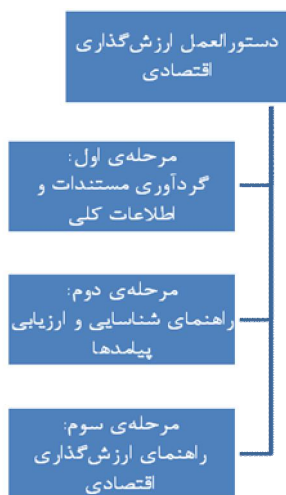 دستورالعمل ارزش‌گذاری
اقتصادی
مرحله‌ی اول:
گردآوری مستندات و
اطلاعات کلی
مرحله‌ی دوم:
راهنمای شناسایی و ارزیابی
پیامدها
مرحله‌ی سوم:
راهنمای ارزش‌گذاری
اقتصادی